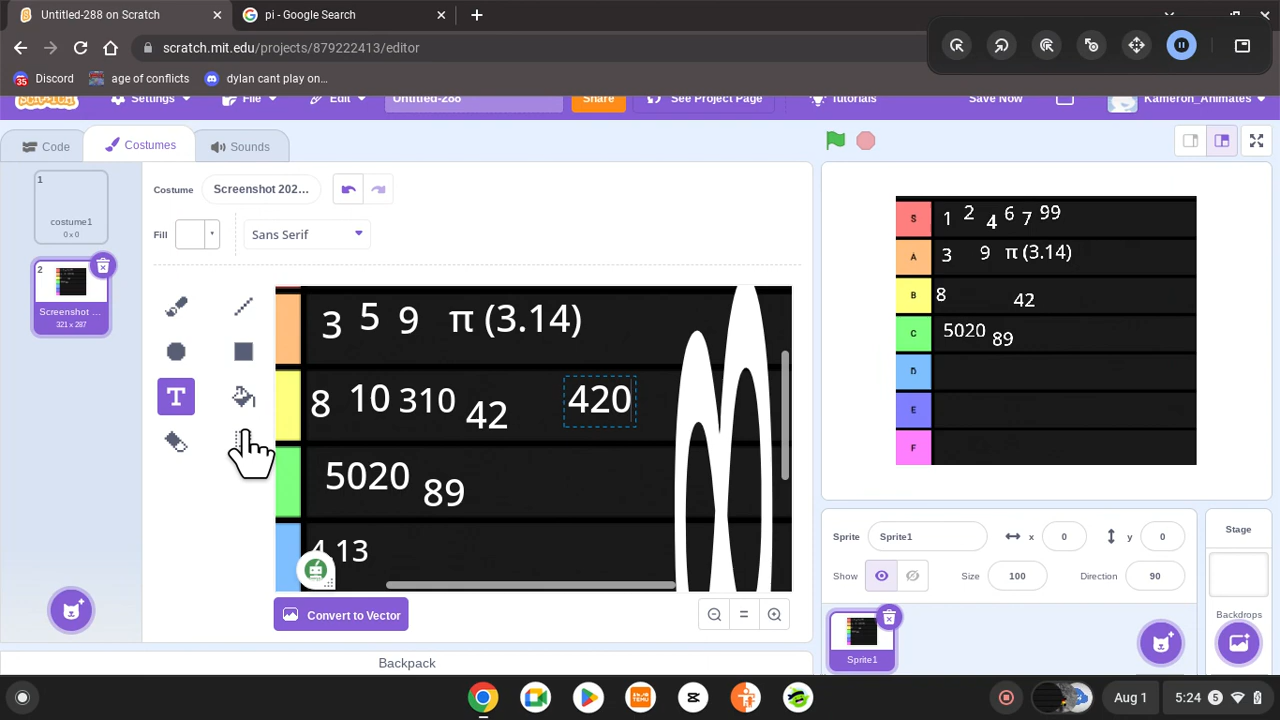 Untitled-288 on Scratch
pi - Google Search
scratch.mit.edu/projects/879222413/editor
35
Discord
age of conflicts
dylan cant play on...
SCRATCH
Settings
File
Edit
Untitled-288
Share
See Project Page
Tutorials
Save Now
Kameron_Animates
Code
Costumes
Sounds
1
costume1
0 x 0
2
Screenshot ...
321 x 287
Costume
Screenshot 202...
Fill
Sans Serif
T
3 5 9 π (3.14)
8 10 310 42 420
5020 89
4,13
Convert to Vector
Backpack
S 1 2 4 6 7 99
A 3 9 π (3.14)
B 8 42
C 5020 89
D
E
F
Sprite
Sprite1
x
0
y
0
Show
Size
100
Direction
90
Sprite1
Stage
Backdrops
TEMU
Aug 1
5:24
5